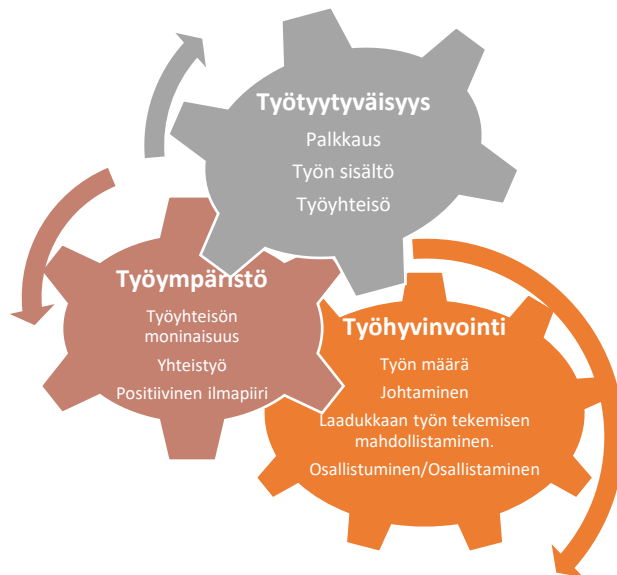 Työtyytyväisyys
Palkkaus
Työn sisältö
Työyhteisö
Työympäristö
Työyhteisön
moninaisuus
Yhteistyö
Positiivinen ilmapiiri
Työhyvinvointi
Työn määrä
Johtaminen
Laadukkaan työn tekemisen
mahdollistaminen.
Osallistuminen/Osallistaminen